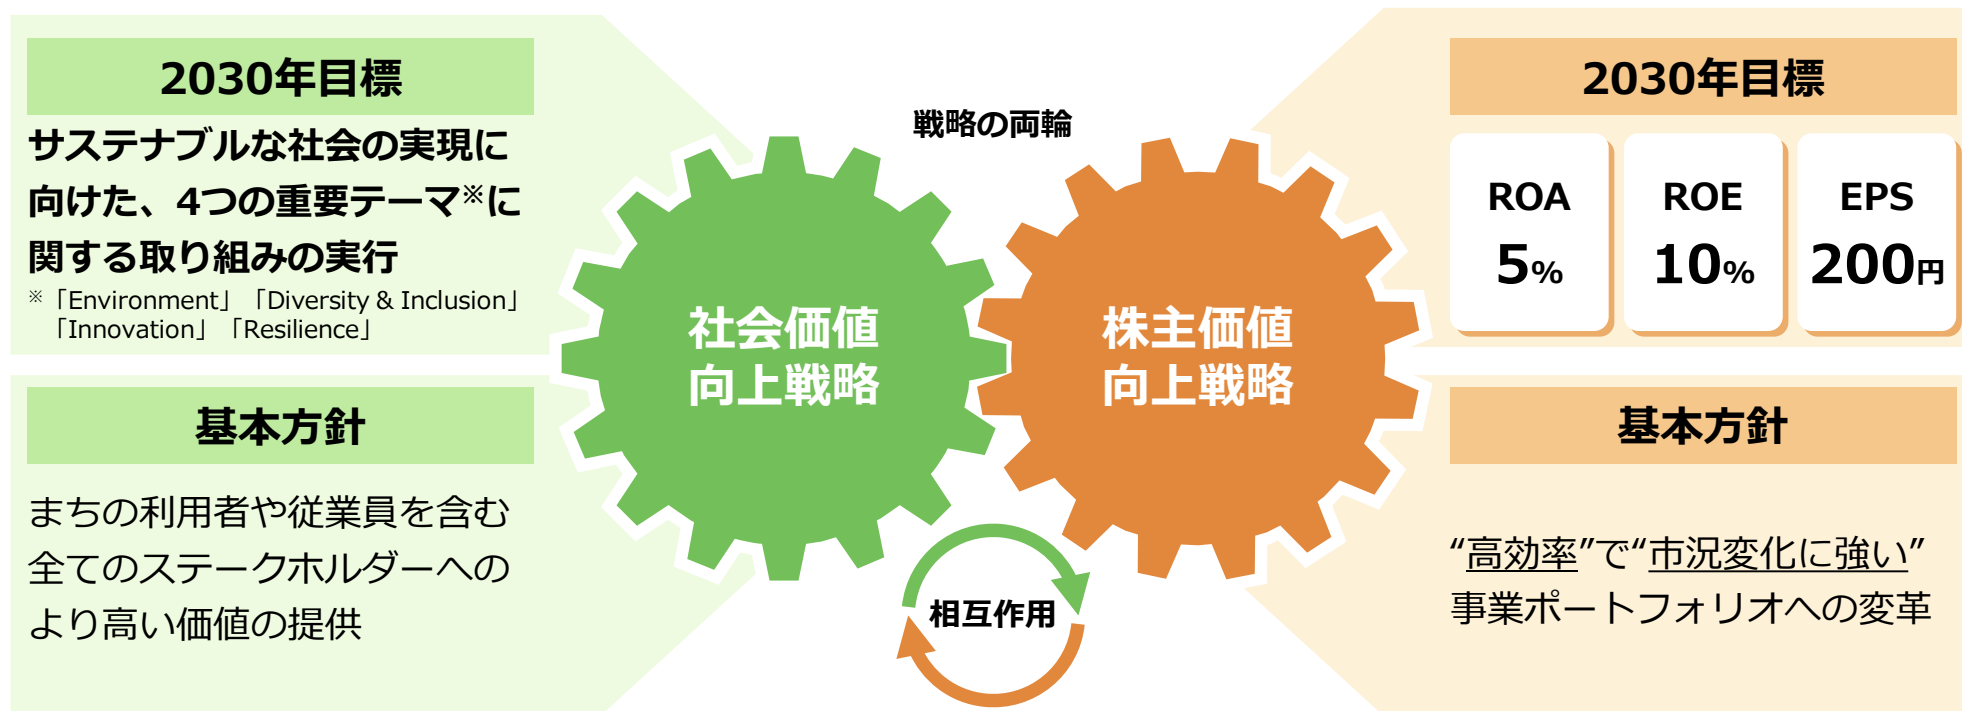 2030年目標
サステナブルな社会の実現に
向けた、4つの重要テーマ※に
関する取り組みの実行
※「Environment」「Diversity & Inclusion」
「Innovation」「Resilience」
基本方針
まちの利用者や従業員を含む
全てのステークホルダーへの
より高い価値の提供
戦略の両輪
社会価値
向上戦略
株主価値
向上戦略
相互作用
2030年目標
ROA
5%
ROE
10%
EPS
200円
基本方針
“高効率”で“市況変化に強い”
事業ポートフォリオへの変革